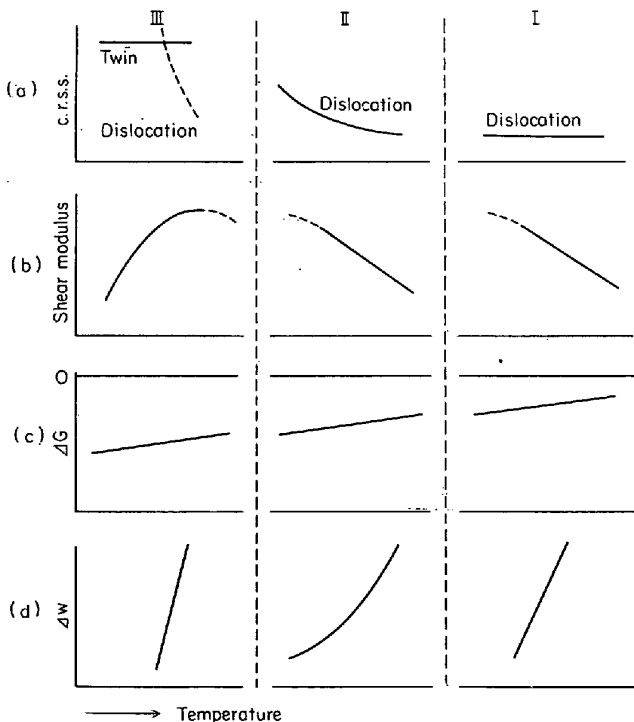 III II I
(a) c.r.s.s. Twin Dislocation Dislocation Dislocation
(b) Shear modulus
(c) O ΔG
(d) Δw
Temperature